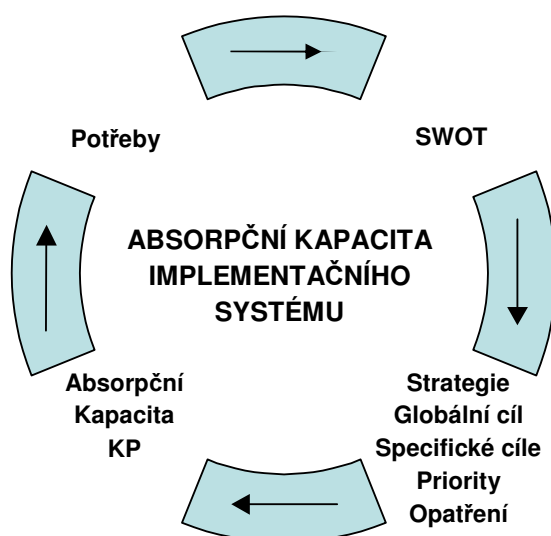 Potřeby
SWOT
ABSORPČNÍ KAPACITA
IMPLEMENTAČNÍHO
SYSTÉMU
Absorpční
Kapacita
KP
Strategie
Globální cíl
Specifické cíle
Priority
Opatření